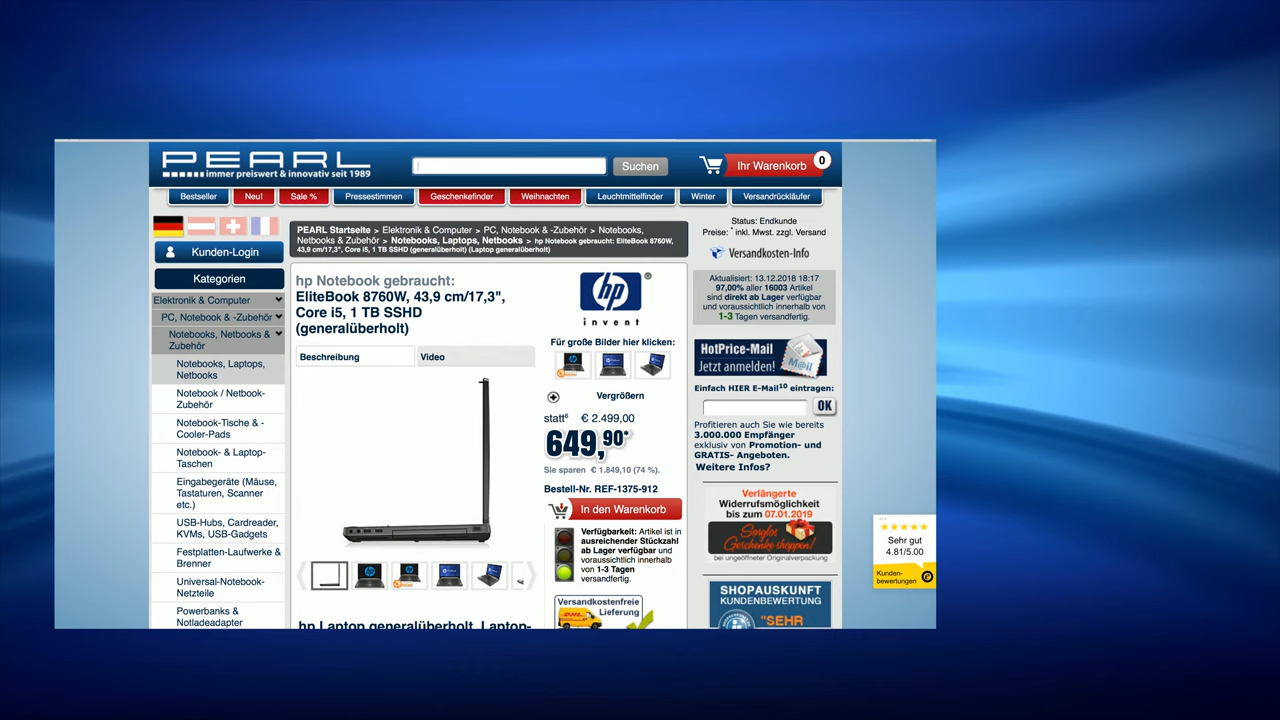 PEARL
immer preiswert & innovativ seit 1989
Suchen
Ihr Warenkorb
0
Bestseller
Neu!
Sale %
Pressestimmen
Geschenkefinder
Weihnachten
Leuchtmittelfinder
Winter
Versandrückläufer
Kunden-Login
Kategorien
Elektronik & Computer
PC, Notebook & -Zubehör
Notebooks, Netbooks &
Zubehör
Notebooks, Laptops,
Netbooks
Notebook / Netbook-
Zubehör
Notebook-Tische & -
Cooler-Pads
Notebook- & Laptop-
Taschen
Eingabegeräte (Mäuse,
Tastaturen, Scanner
etc.)
USB-Hubs, Cardreader,
KVMs, USB-Gadgets
Festplatten-Laufwerke &
Brenner
Universal-Notebook-
Netzteile
Powerbanks &
Notladeadapter
PEARL Startseite > Elektronik & Computer > PC, Notebook & -Zubehör > Notebooks,
Netbooks & Zubehör > Notebooks, Laptops, Netbooks > hp Notebook gebraucht: EliteBook 8760W,
43,9 cm/17,3", Core i5, 1 TB SSHD (generalüberholt) (Laptop generalüberholt)
hp Notebook gebraucht:
EliteBook 8760W, 43,9 cm/17,3",
Core i5, 1 TB SSHD
(generalüberholt)
Beschreibung
Video
hp Laptop generalüberholt, Laptop-
hp
®
invent
Für große Bilder hier klicken:
Vergrößern
statt⁶ € 2.499,00
649,90*
Sie sparen € 1.849,10 (74 %).
Bestell-Nr. REF-1375-912
In den Warenkorb
Verfügbarkeit: Artikel ist in
ausreichender Stückzahl
ab Lager verfügbar und
voraussichtlich innerhalb
von 1-3 Tagen
versandfertig.
Versandkostenfreie
Lieferung
Status: Endkunde
Preise: * inkl. Mwst. zzgl. Versand
Versandkosten-Info
Aktualisiert: 13.12.2018 18:17
97,00% aller 16003 Artikel
sind direkt ab Lager verfügbar
und voraussichtlich innerhalb von
1-3 Tagen versandfertig.
HotPrice-Mail
Jetzt anmelden!
M@il
Einfach HIER E-Mail¹⁰ eintragen:
OK
Profitieren auch Sie wie bereits
3.000.000 Empfänger
exklusiv von Promotion- und
GRATIS- Angeboten.
Weitere Infos?
Verlängerte
Widerrufsmöglichkeit
bis zum 07.01.2019
Sorglos
Geschenke shoppen!
bei ungeöffneter Originalverpackung
SHOPAUSKUNFT
KUNDENBEWERTUNG
"SEHR
Sehr gut
4.81/5.00
Kunden-
bewertungen